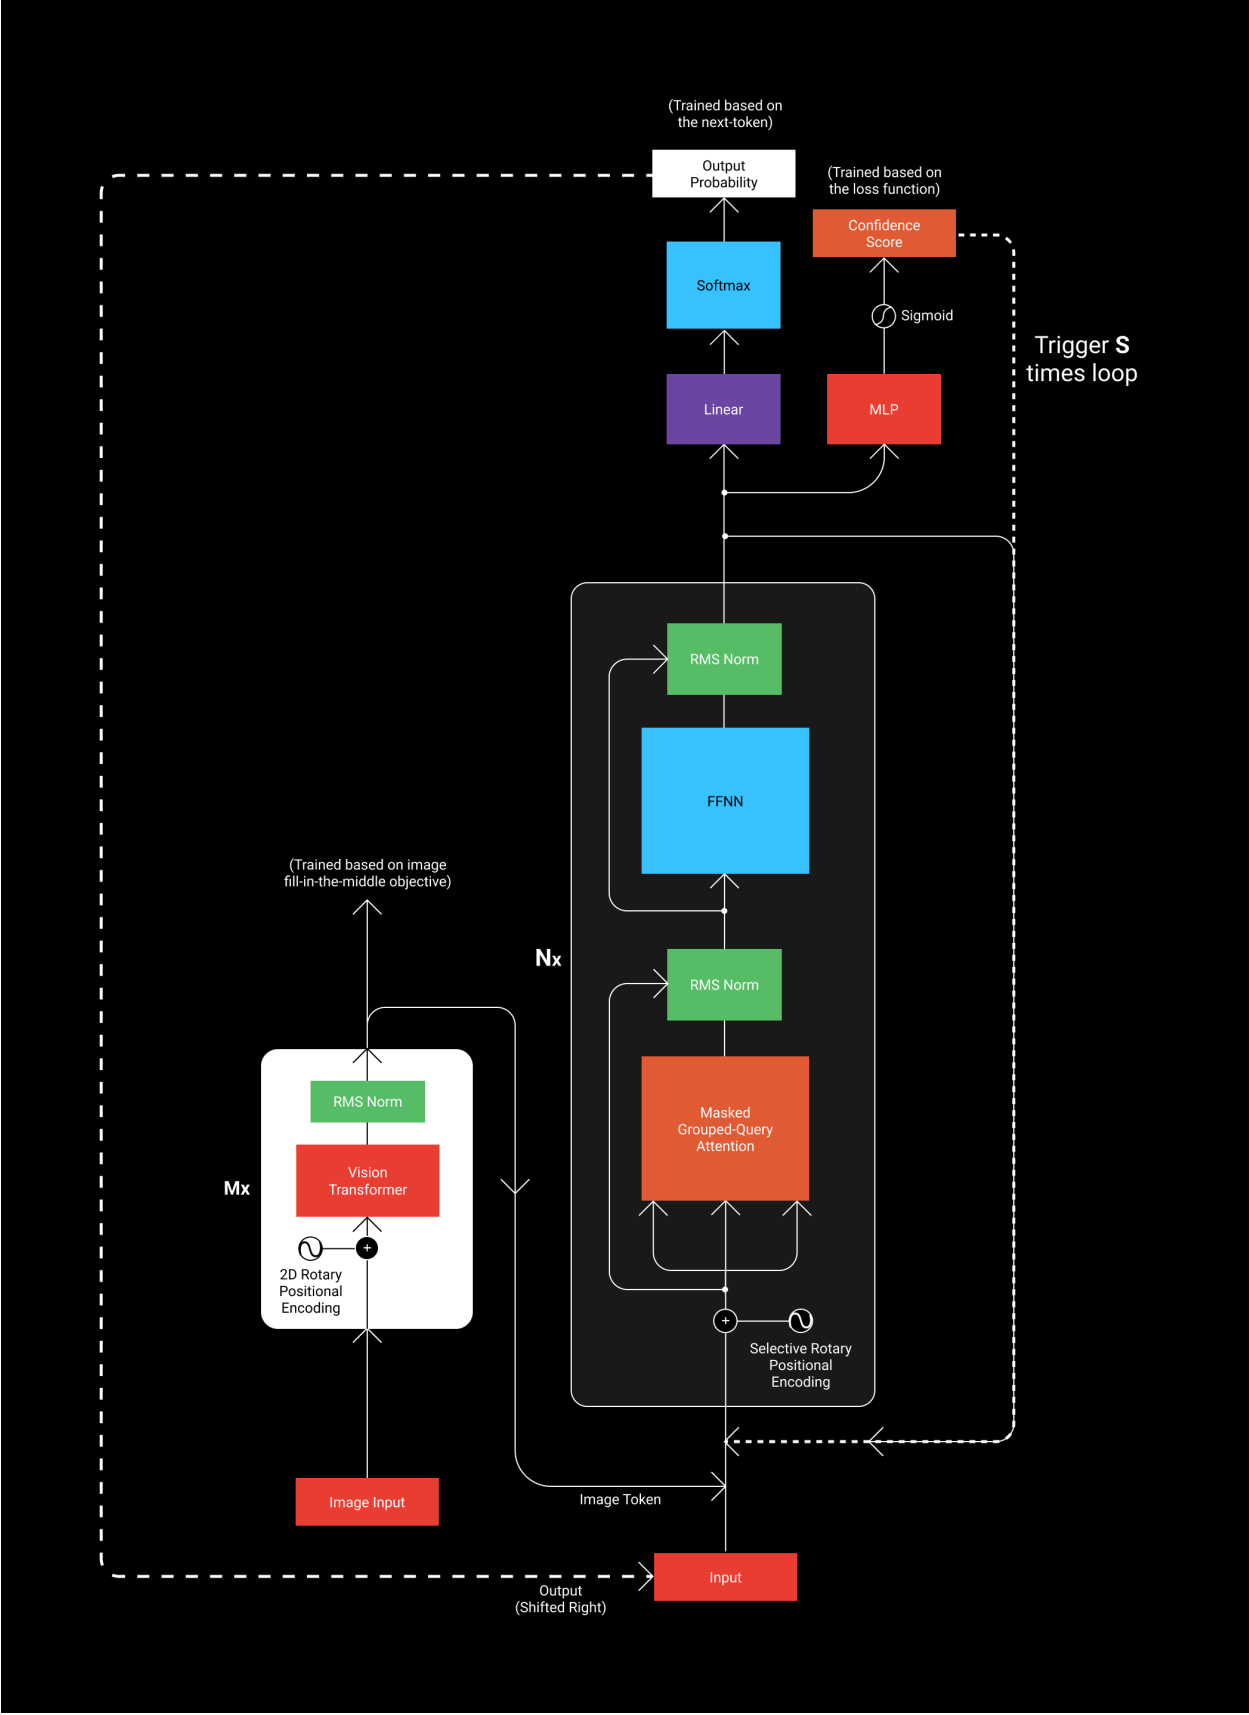 (Trained based on
the next-token)
Output
Probability
(Trained based on
the loss function)
Confidence
Score
Softmax
Sigmoid
Trigger S
times loop
Linear
MLP
RMS Norm
FFNN
(Trained based on image
fill-in-the-middle objective)
Nx
RMS Norm
Masked
Grouped-Query
Attention
RMS Norm
Vision
Transformer
Mx
+
2D Rotary
Positional
Encoding
+
Selective Rotary
Positional
Encoding
Image Input
Image Token
Input
Output
(Shifted Right)